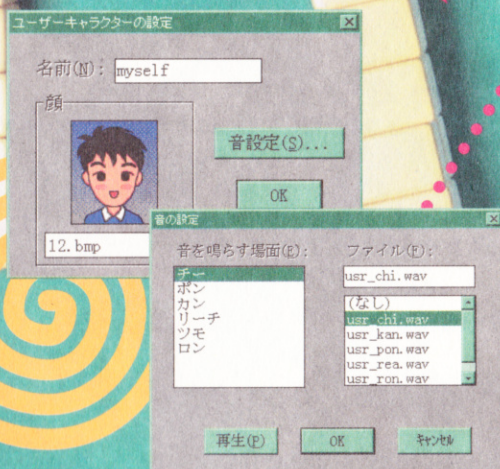 ユーザーキャラクターの設定
名前(N):
myself
顔
音設定(S)...
OK
12.bmp
音の設定
音を鳴らす場面(P):
チー
ポン
カン
リーチ
ツモ
ロン
ファイル(F):
usr_chi.wav
(なし)
usr_chi.wav
usr_kan.wav
usr_pon.wav
usr_rea.wav
usr_ron.wav
再生(P)
OK
キャンセル